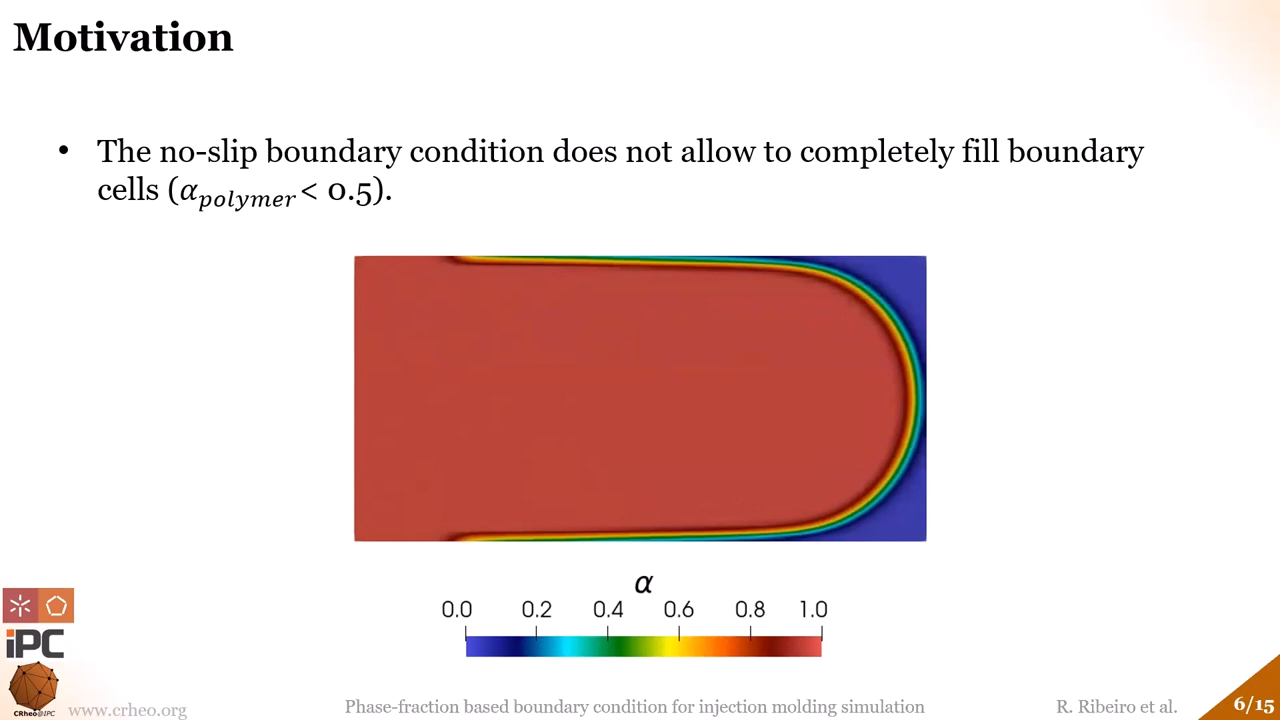 Motivation
• The no-slip boundary condition does not allow to completely fill boundary
cells (𝛼𝑝𝑜𝑙𝑦𝑚𝑒𝑟 < 0.5).
α
0.0 0.2 0.4 0.6 0.8 1.0
iPC
CRheo@IPC
www.crheo.org
Phase-fraction based boundary condition for injection molding simulation
R. Ribeiro et al.
6/15